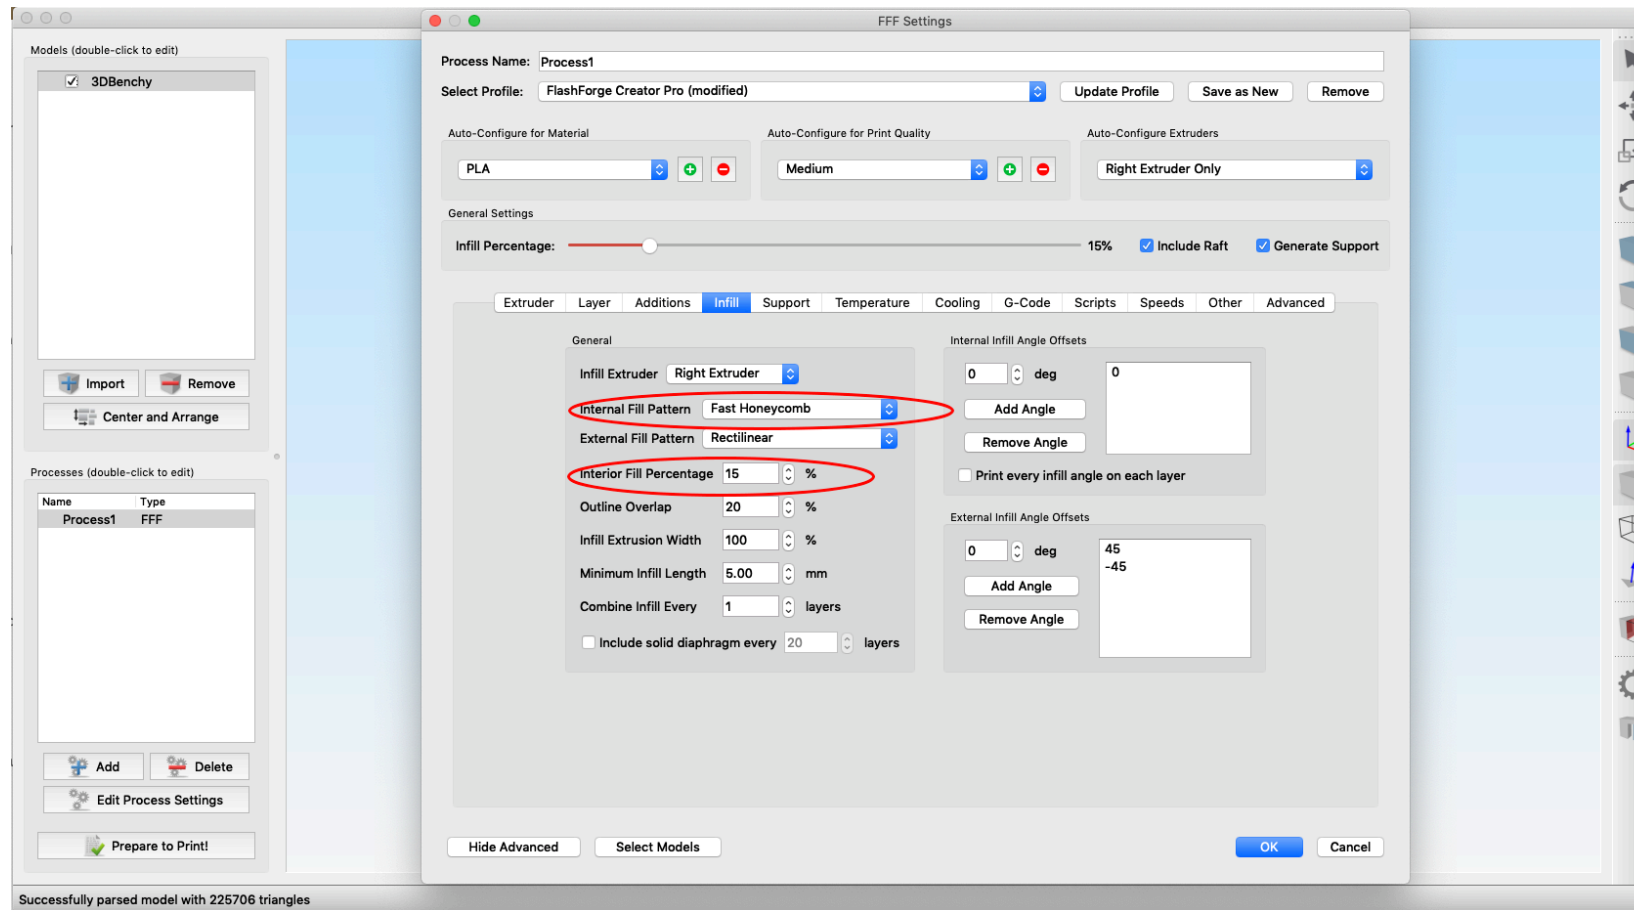 FFF Settings
Models (double-click to edit)
3DBenchy
Import
Remove
Center and Arrange
Processes (double-click to edit)
Name Type
Process1 FFF
Add
Delete
Edit Process Settings
Prepare to Print!
Process Name: Process1
Select Profile: FlashForge Creator Pro (modified) Update Profile Save as New Remove
Auto-Configure for Material
PLA
Auto-Configure for Print Quality
Medium
Auto-Configure Extruders
Right Extruder Only
General Settings
Infill Percentage: 15% Include Raft Generate Support
Extruder Layer Additions Infill Support Temperature Cooling G-Code Scripts Speeds Other Advanced
General
Infill Extruder Right Extruder
Internal Fill Pattern Fast Honeycomb
External Fill Pattern Rectilinear
Interior Fill Percentage 15 %
Outline Overlap 20 %
Infill Extrusion Width 100 %
Minimum Infill Length 5.00 mm
Combine Infill Every 1 layers
Include solid diaphragm every 20 layers
Internal Infill Angle Offsets
0 deg 0
Add Angle
Remove Angle
Print every infill angle on each layer
External Infill Angle Offsets
0 deg 45
-45
Add Angle
Remove Angle
Hide Advanced Select Models OK Cancel
Successfully parsed model with 225706 triangles